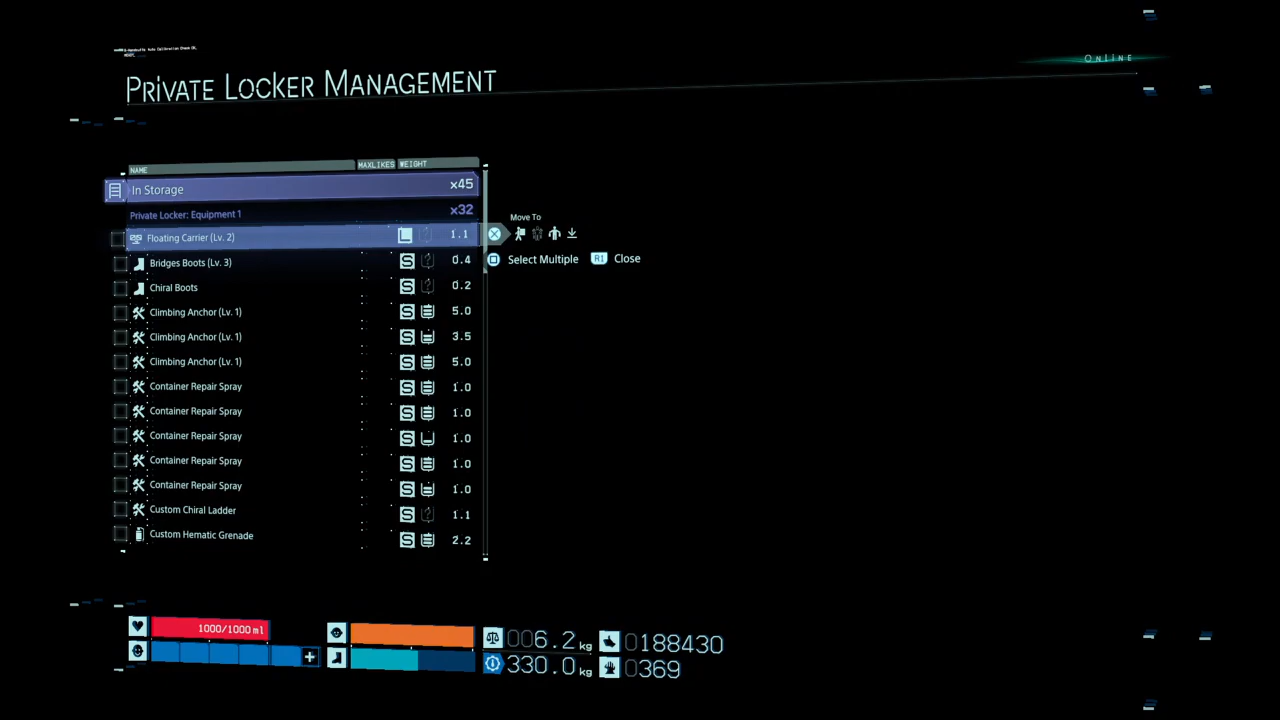 ONLINE
Private Locker Management
NAME MAXLIKES WEIGHT
In Storage x45
Private Locker: Equipment 1 x32
Floating Carrier (Lv. 2) L 1.1
Move To
Bridges Boots (Lv. 3) S 0.4
Select Multiple R1 Close
Chiral Boots S 0.2
Climbing Anchor (Lv. 1) S 5.0
Climbing Anchor (Lv. 1) S 3.5
Climbing Anchor (Lv. 1) S 5.0
Container Repair Spray S 1.0
Container Repair Spray S 1.0
Container Repair Spray S 1.0
Container Repair Spray S 1.0
Container Repair Spray S 1.0
Custom Chiral Ladder S 1.1
Custom Hematic Grenade S 2.2
1000/1000 ml
006.2 kg 0188430
330.0 kg 0369